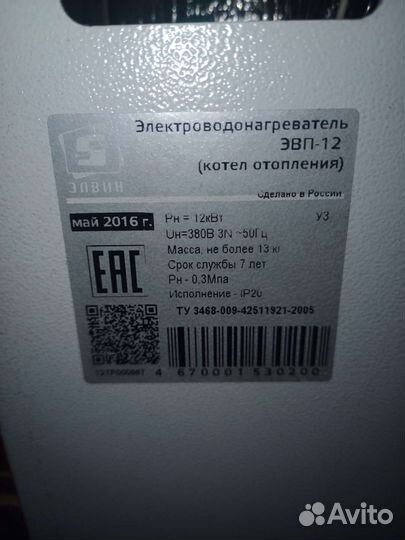 Электроводонагреватель
ЭВП-12
(котел отопления)
ЭЛВИН
Сделано в России
май 2016 г.
Рн = 12кВт У3
Uн=380В 3N ~50Гц
Масса, не более 13 кг
Срок службы 7 лет
Рн - 0,3Мпа
Исполнение - IP20
EAC
ТУ 3468-009-42511921-2005
4 670001 530200
Avito